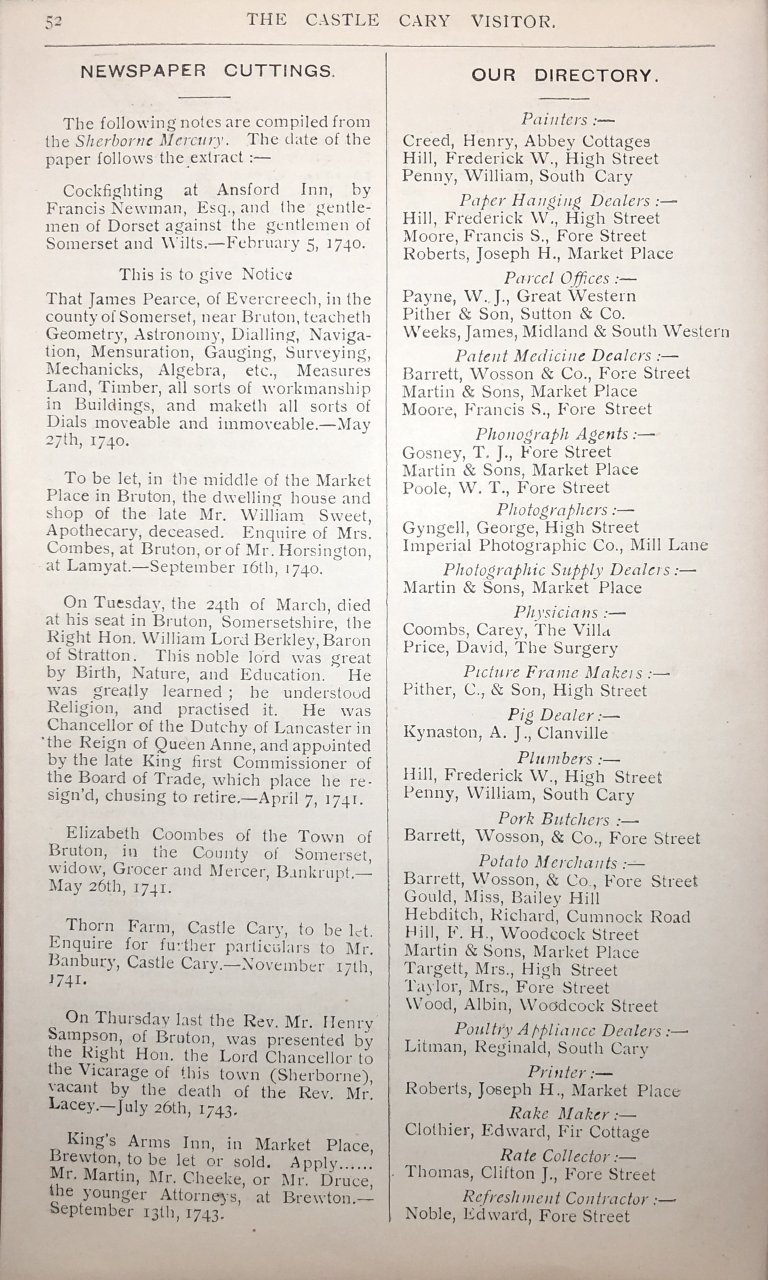 52
THE CASTLE CARY VISITOR.
NEWSPAPER CUTTINGS.
The following notes are compiled from
the Sherborne Mercury. The date of the
paper follows the extract :—
Cockfighting at Ansford Inn, by
Francis Newman, Esq., and the gentle-
men of Dorset against the gentlemen of
Somerset and Wilts.—February 5, 1740.
This is to give Notice
That James Pearce, of Evercreech, in the
county of Somerset, near Bruton, teacheth
Geometry, Astronomy, Dialling, Naviga-
tion, Mensuration, Gauging, Surveying,
Mechanicks, Algebra, etc., Measures
Land, Timber, all sorts of workmanship
in Buildings, and maketh all sorts of
Dials moveable and immoveable.—May
27th, 1740.
To be let, in the middle of the Market
Place in Bruton, the dwelling house and
shop of the late Mr. William Sweet,
Apothecary, deceased. Enquire of Mrs.
Combes, at Bruton, or of Mr. Horsington,
at Lamyat.—September 16th, 1740.
On Tuesday, the 24th of March, died
at his seat in Bruton, Somersetshire, the
Right Hon. William Lord Berkley, Baron
of Stratton. This noble lord was great
by Birth, Nature, and Education. He
was greatly learned ; he understood
Religion, and practised it. He was
Chancellor of the Dutchy of Lancaster in
the Reign of Queen Anne, and appointed
by the late King first Commissioner of
the Board of Trade, which place he re-
sign'd, chusing to retire.—April 7, 1741.
Elizabeth Coombes of the Town of
Bruton, in the County of Somerset,
widow, Grocer and Mercer, Bankrupt.—
May 26th, 1741.
Thorn Farm, Castle Cary, to be let.
Enquire for further particulars to Mr.
Banbury, Castle Cary.—November 17th,
1741.
On Thursday last the Rev. Mr. Henry
Sampson, of Bruton, was presented by
the Right Hon. the Lord Chancellor to
the Vicarage of this town (Sherborne),
vacant by the death of the Rev. Mr.
Lacey.—July 26th, 1743.
King's Arms Inn, in Market Place,
Brewton, to be let or sold. Apply......
Mr. Martin, Mr. Cheeke, or Mr. Druce,
the younger Attorneys, at Brewton.—
September 13th, 1743.
OUR DIRECTORY.
Painters :—
Creed, Henry, Abbey Cottages
Hill, Frederick W., High Street
Penny, William, South Cary
Paper Hanging Dealers :—
Hill, Frederick W., High Street
Moore, Francis S., Fore Street
Roberts, Joseph H., Market Place
Parcel Offices :—
Payne, W. J., Great Western
Pither & Son, Sutton & Co.
Weeks, James, Midland & South Western
Patent Medicine Dealers :—
Barrett, Wosson & Co., Fore Street
Martin & Sons, Market Place
Moore, Francis S., Fore Street
Phonograph Agents :—
Gosney, T. J., Fore Street
Martin & Sons, Market Place
Poole, W. T., Fore Street
Photographers :—
Gyngell, George, High Street
Imperial Photographic Co., Mill Lane
Photographic Supply Dealers :—
Martin & Sons, Market Place
Physicians :—
Coombs, Carey, The Villa
Price, David, The Surgery
Picture Frame Makers :—
Pither, C., & Son, High Street
Pig Dealer :—
Kynaston, A. J., Clanville
Plumbers :—
Hill, Frederick W., High Street
Penny, William, South Cary
Pork Butchers :—
Barrett, Wosson, & Co., Fore Street
Potato Merchants :—
Barrett, Wosson, & Co., Fore Street
Gould, Miss, Bailey Hill
Hebditch, Richard, Cumnock Road
Hill, F. H., Woodcock Street
Martin & Sons, Market Place
Targett, Mrs., High Street
Taylor, Mrs., Fore Street
Wood, Albin, Woodcock Street
Poultry Appliance Dealers :—
Litman, Reginald, South Cary
Printer :—
Roberts, Joseph H., Market Place
Rake Maker :—
Clothier, Edward, Fir Cottage
Rate Collector :—
Thomas, Clifton J., Fore Street
Refreshment Contractor :—
Noble, Edward, Fore Street